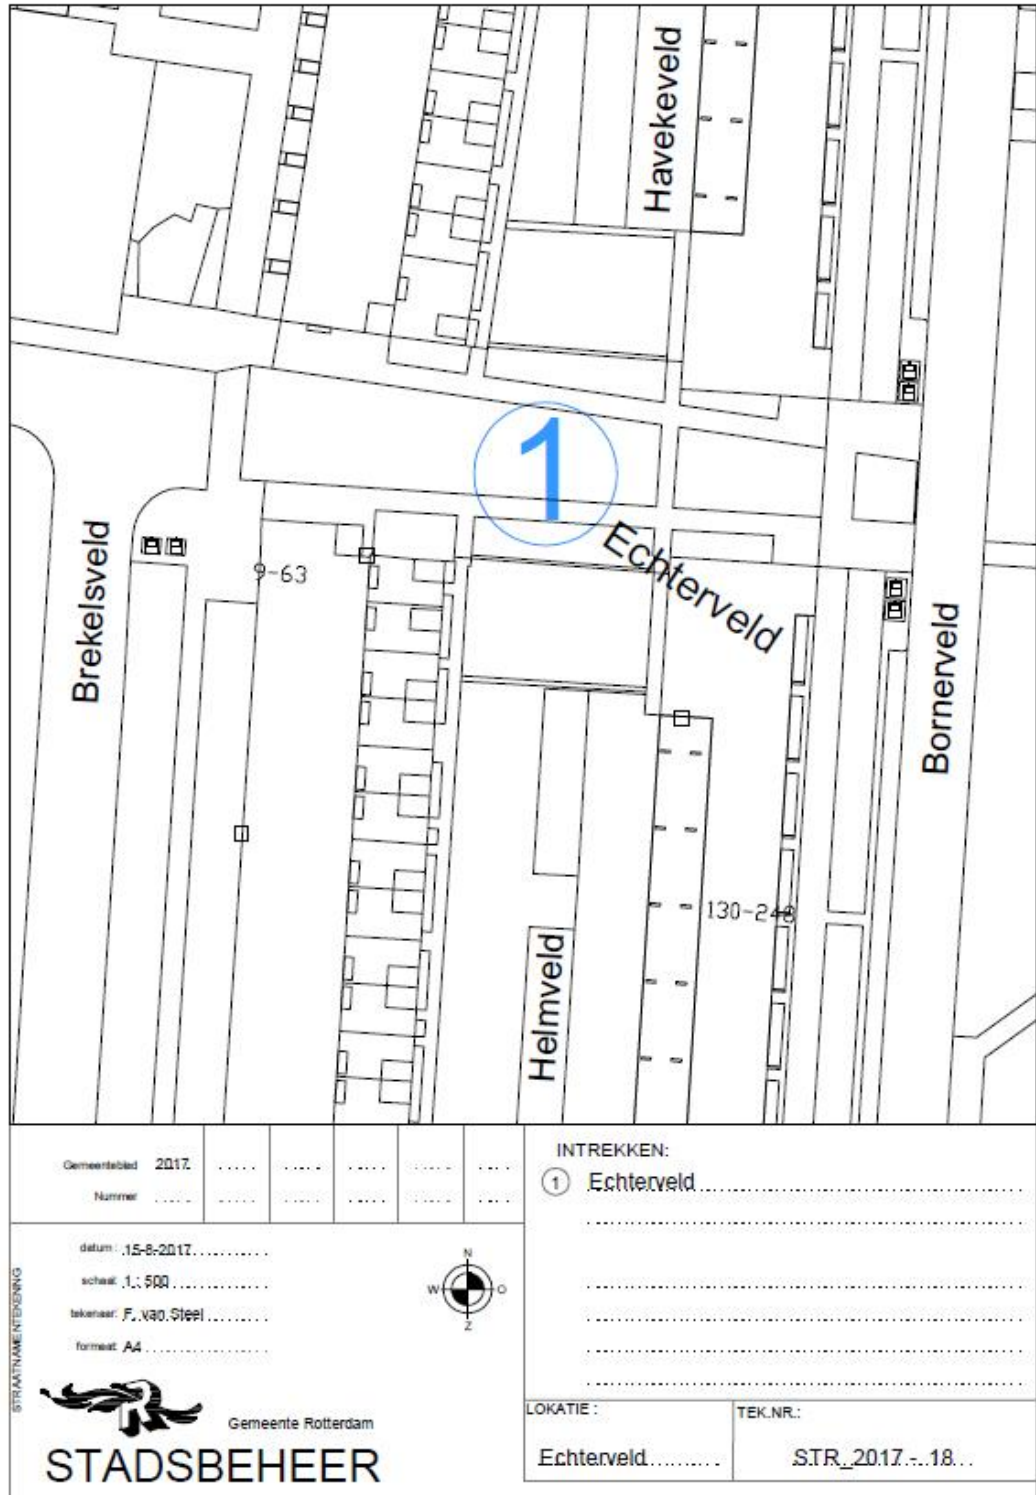 Havekeveld
1
Echterveld
Brekelsveld
9-63
Bornerveld
130-248
Helmveld
Gemeenteblad 2017
Nummer
INTREKKEN:
1 Echterveld
STRAATNAMENTEKENING
datum: 15-8-2017
schaal: 1 : 500
tekenaar: F. van Steel
formaat: A4
N
W O
Z
Gemeente Rotterdam
STADSBEHEER
LOKATIE :
Echterveld
TEK.NR.:
STR_2017 - 18